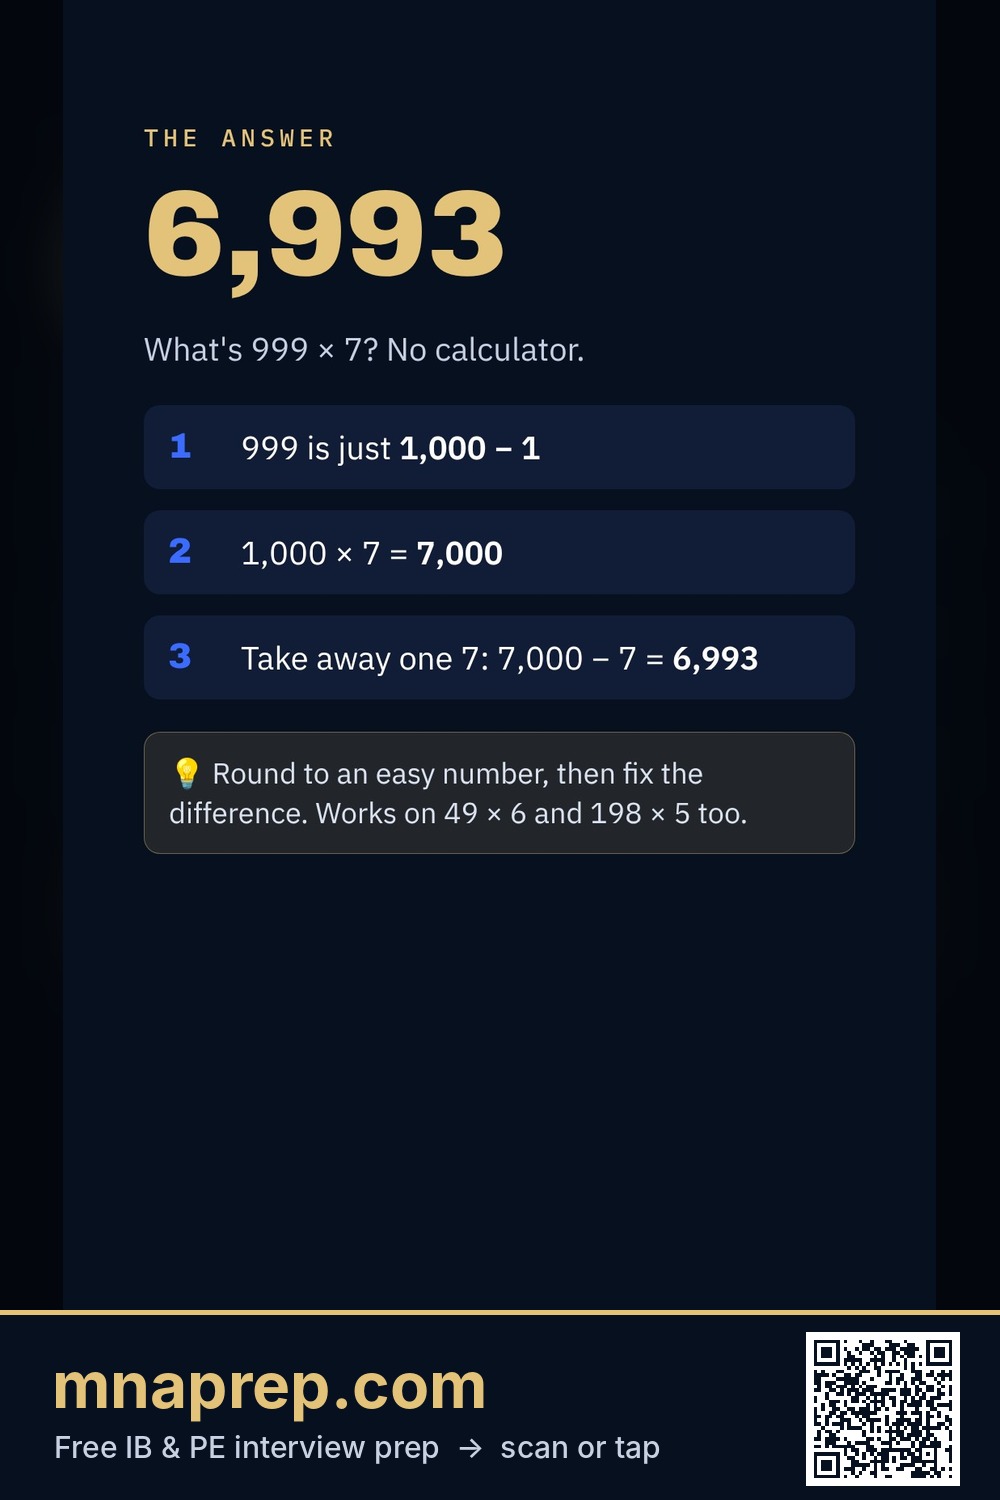 THE ANSWER
6,993
What's 999 × 7? No calculator.
1 999 is just 1,000 – 1
2 1,000 × 7 = 7,000
3 Take away one 7: 7,000 – 7 = 6,993
💡 Round to an easy number, then fix the
difference. Works on 49 × 6 and 198 × 5 too.
mnaprep.com
Free IB & PE interview prep → scan or tap